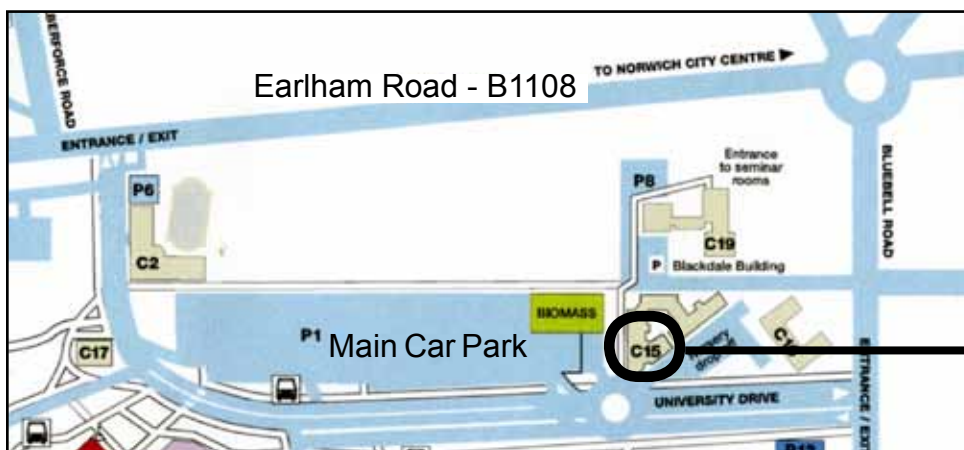 BERFORCE ROAD
Earlham Road - B1108
TO NORWICH CITY CENTRE
ENTRANCE / EXIT
BLUEBELL ROAD
P6
C2
P8
Entrance
to seminar
rooms
C19
P
Blackdale Building
P1
Main Car Park
BIOMASS
C17
C15
UNIVERSITY DRIVE
ENTRANCE / EXIT